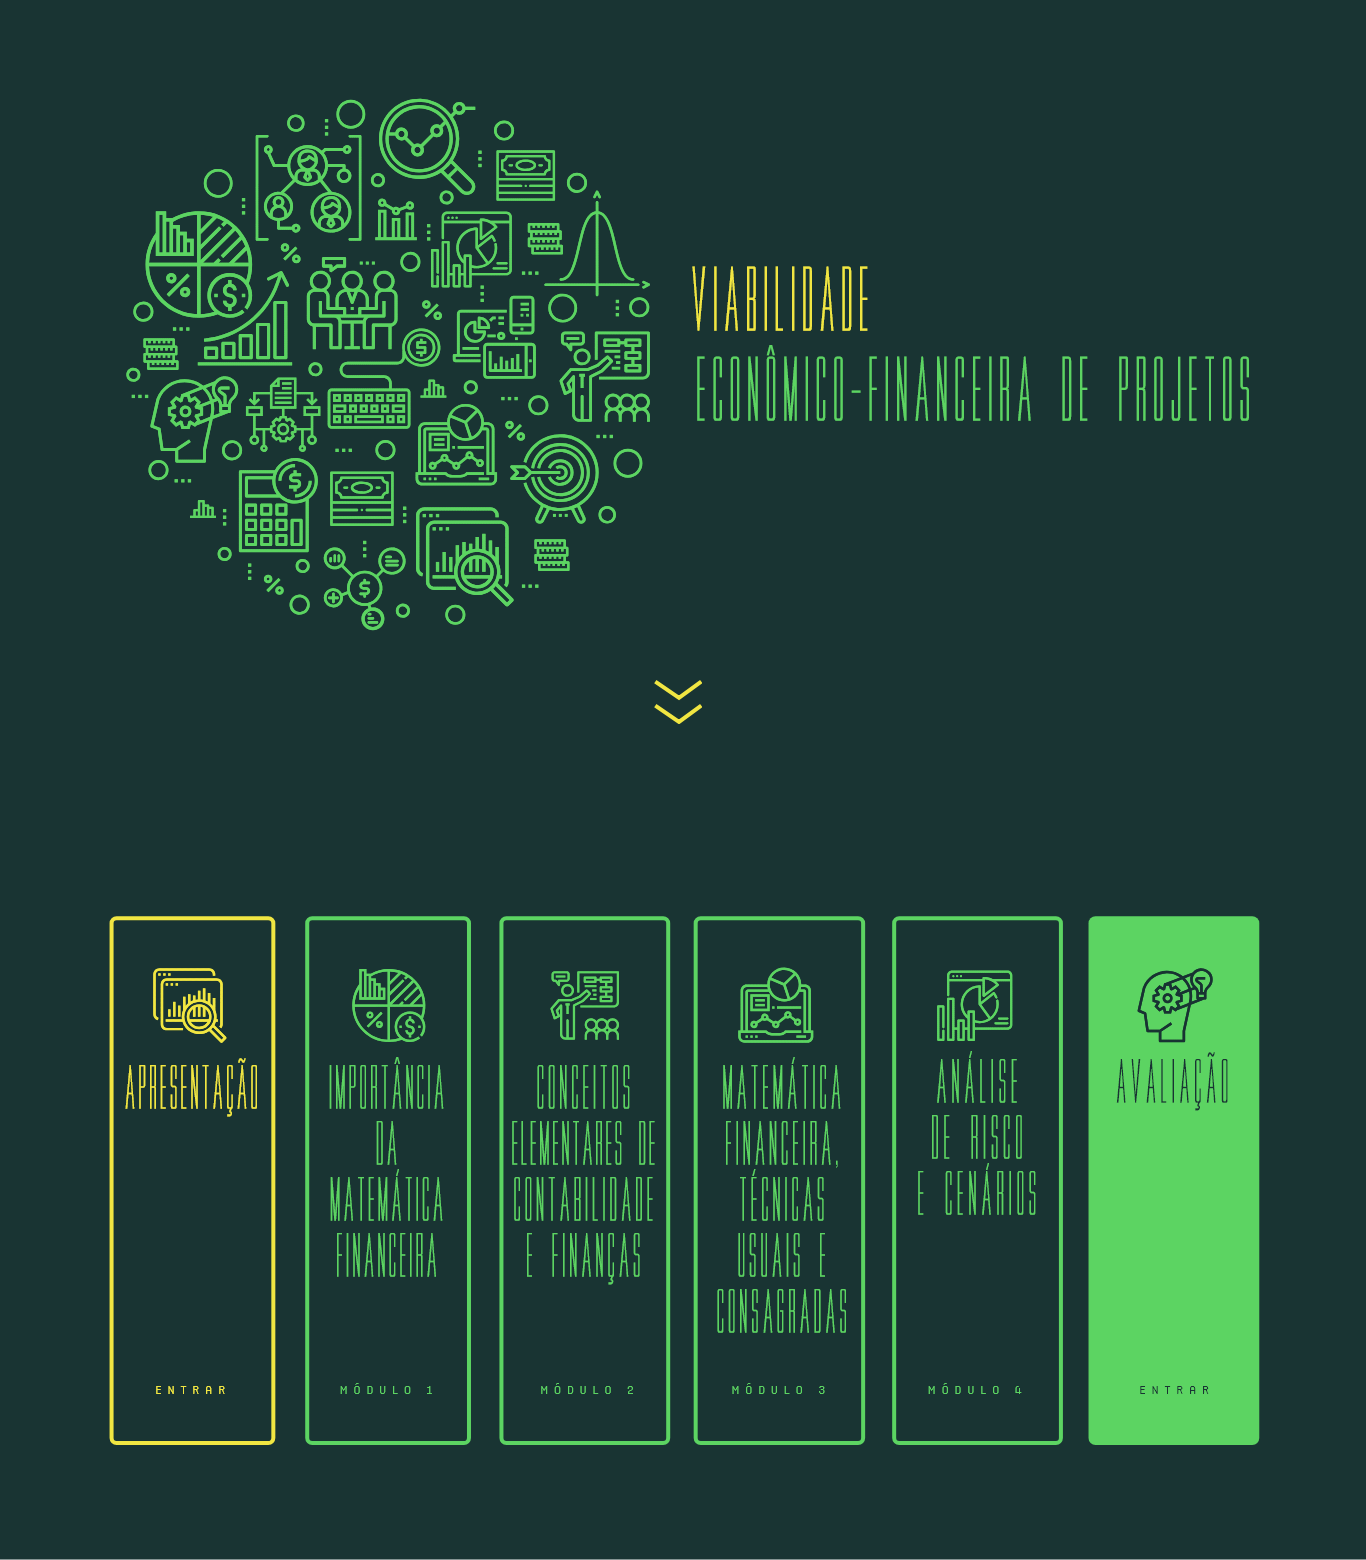 VIABILIDADE
ECONÔMICO-FINANCEIRA DE PROJETOS
APRESENTAÇÃO
ENTRAR
IMPORTÂNCIA
DA
MATEMÁTICA
FINANCEIRA
MÓDULO 1
CONCEITOS
ELEMENTARES DE
CONTABILIDADE
E FINANÇAS
MÓDULO 2
MATEMÁTICA
FINANCEIRA,
TÉCNICAS
USUAIS E
CONSAGRADAS
MÓDULO 3
ANÁLISE
DE RISCO
E CENÁRIOS
MÓDULO 4
AVALIAÇÃO
ENTRAR